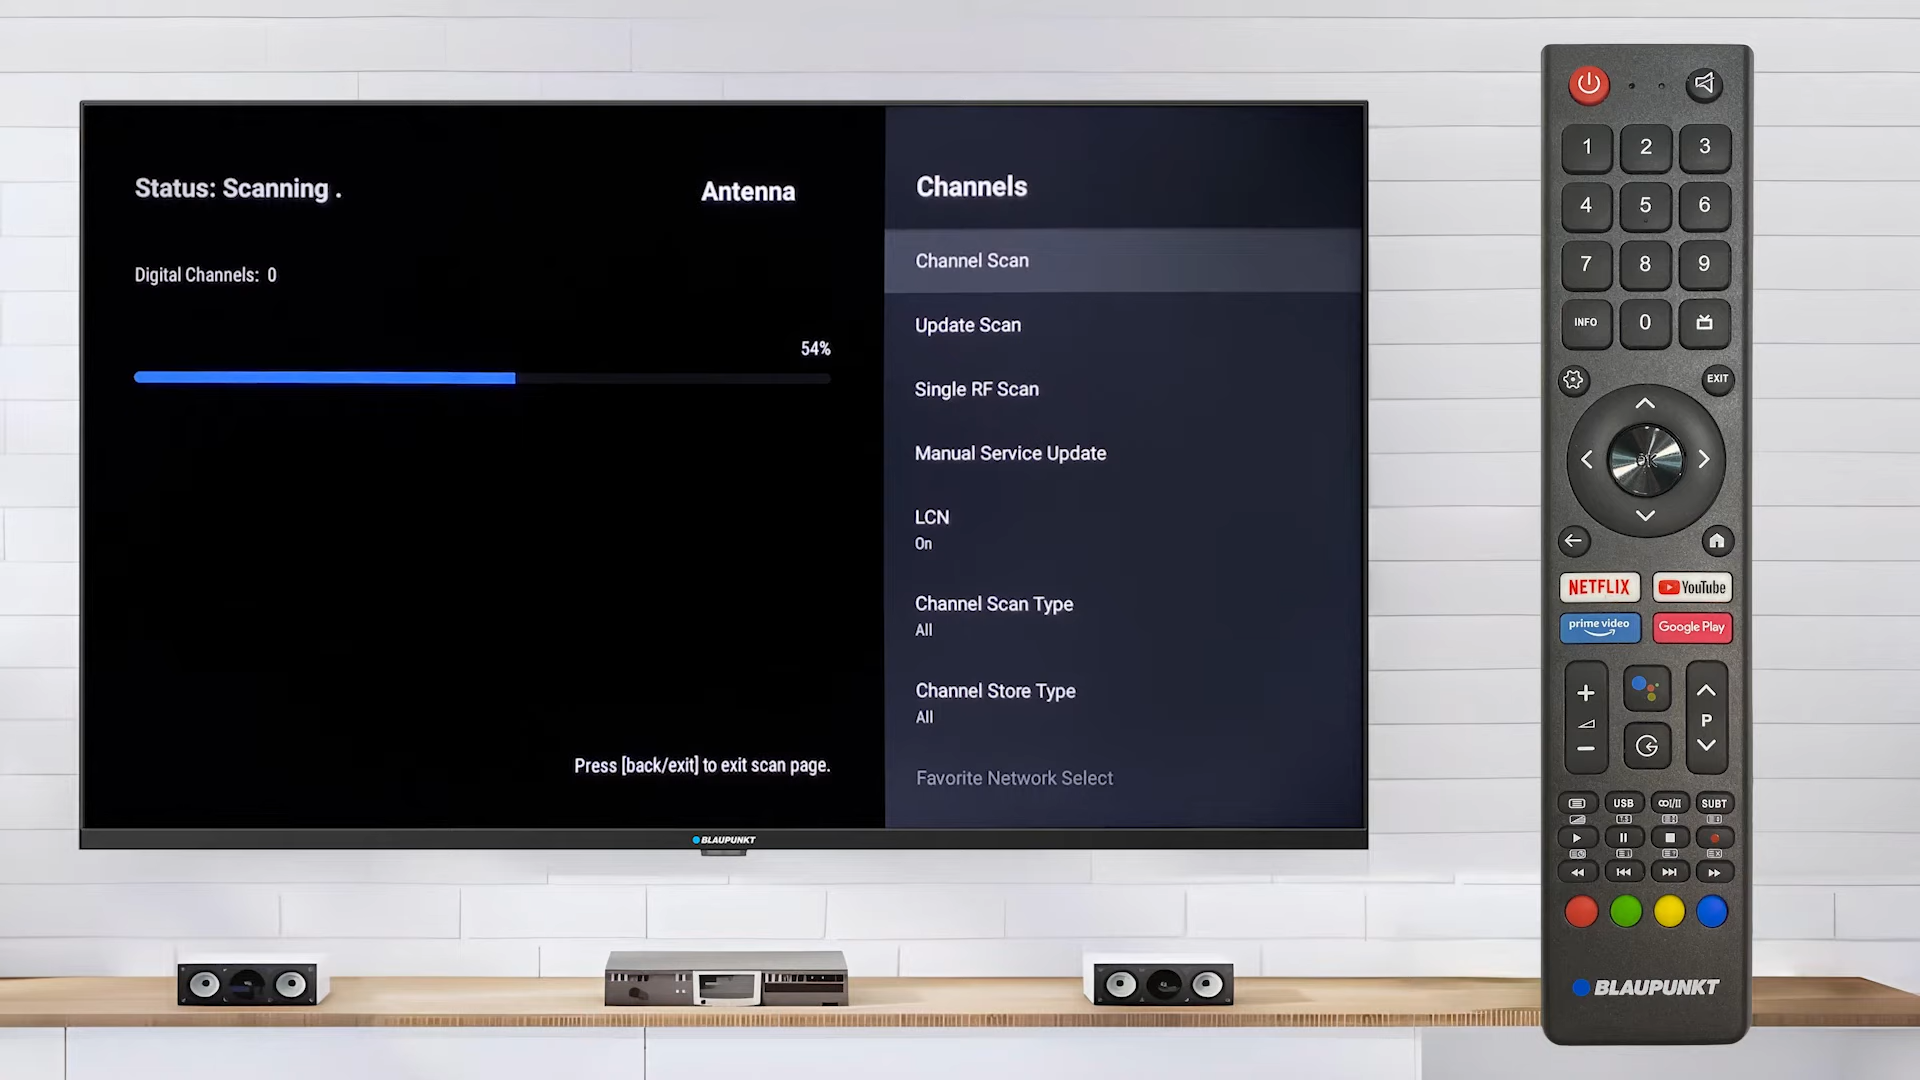 Status: Scanning .
Antenna
Digital Channels: 0
54%
Press [back/exit] to exit scan page.
Channels
Channel Scan
Update Scan
Single RF Scan
Manual Service Update
LCN
On
Channel Scan Type
All
Channel Store Type
All
Favorite Network Select
BLAUPUNKT
1 2 3
4 5 6
7 8 9
INFO 0
EXIT
OK
NETFLIX YouTube
prime video Google Play
P
USB I/II SUBT
BLAUPUNKT